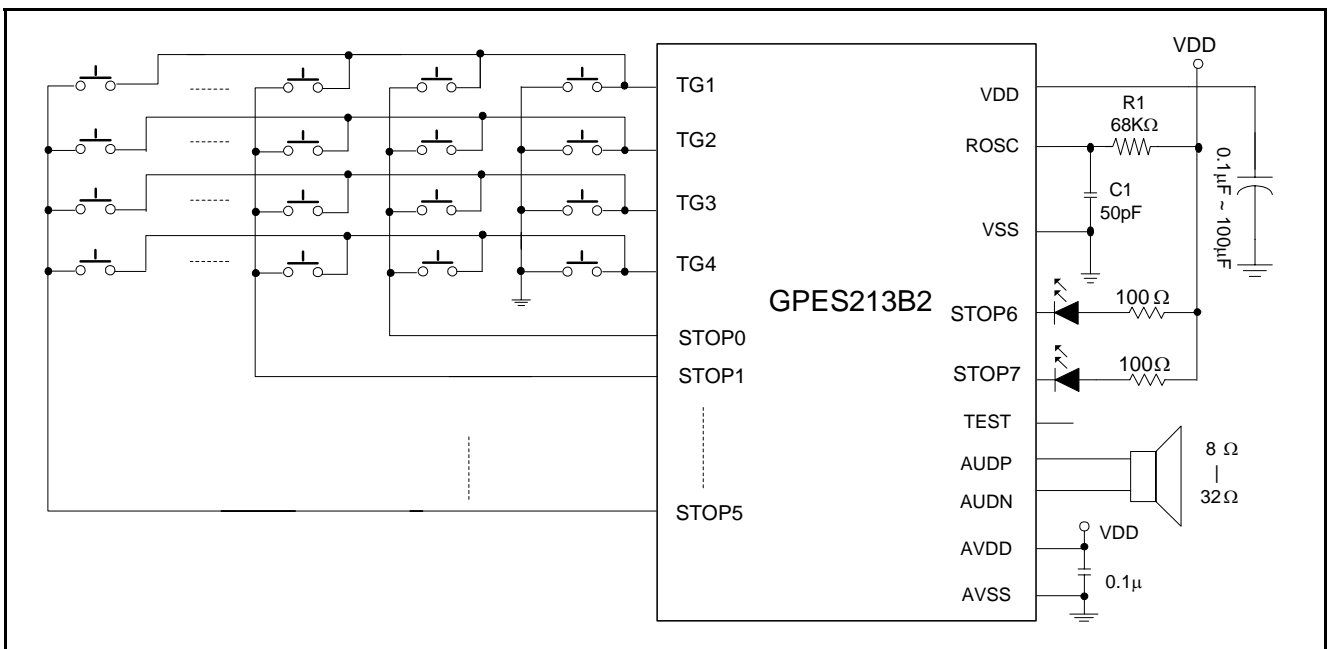 TG1
TG2
TG3
TG4
STOP0
STOP1
STOP5
GPES213B2
VDD
ROSC
VSS
STOP6
STOP7
TEST
AUDP
AUDN
AVDD
AVSS
VDD
R1
68KΩ
C1
50pF
0.1μF ~ 100μF
100Ω
100Ω
8 Ω
|
32Ω
VDD
0.1μ